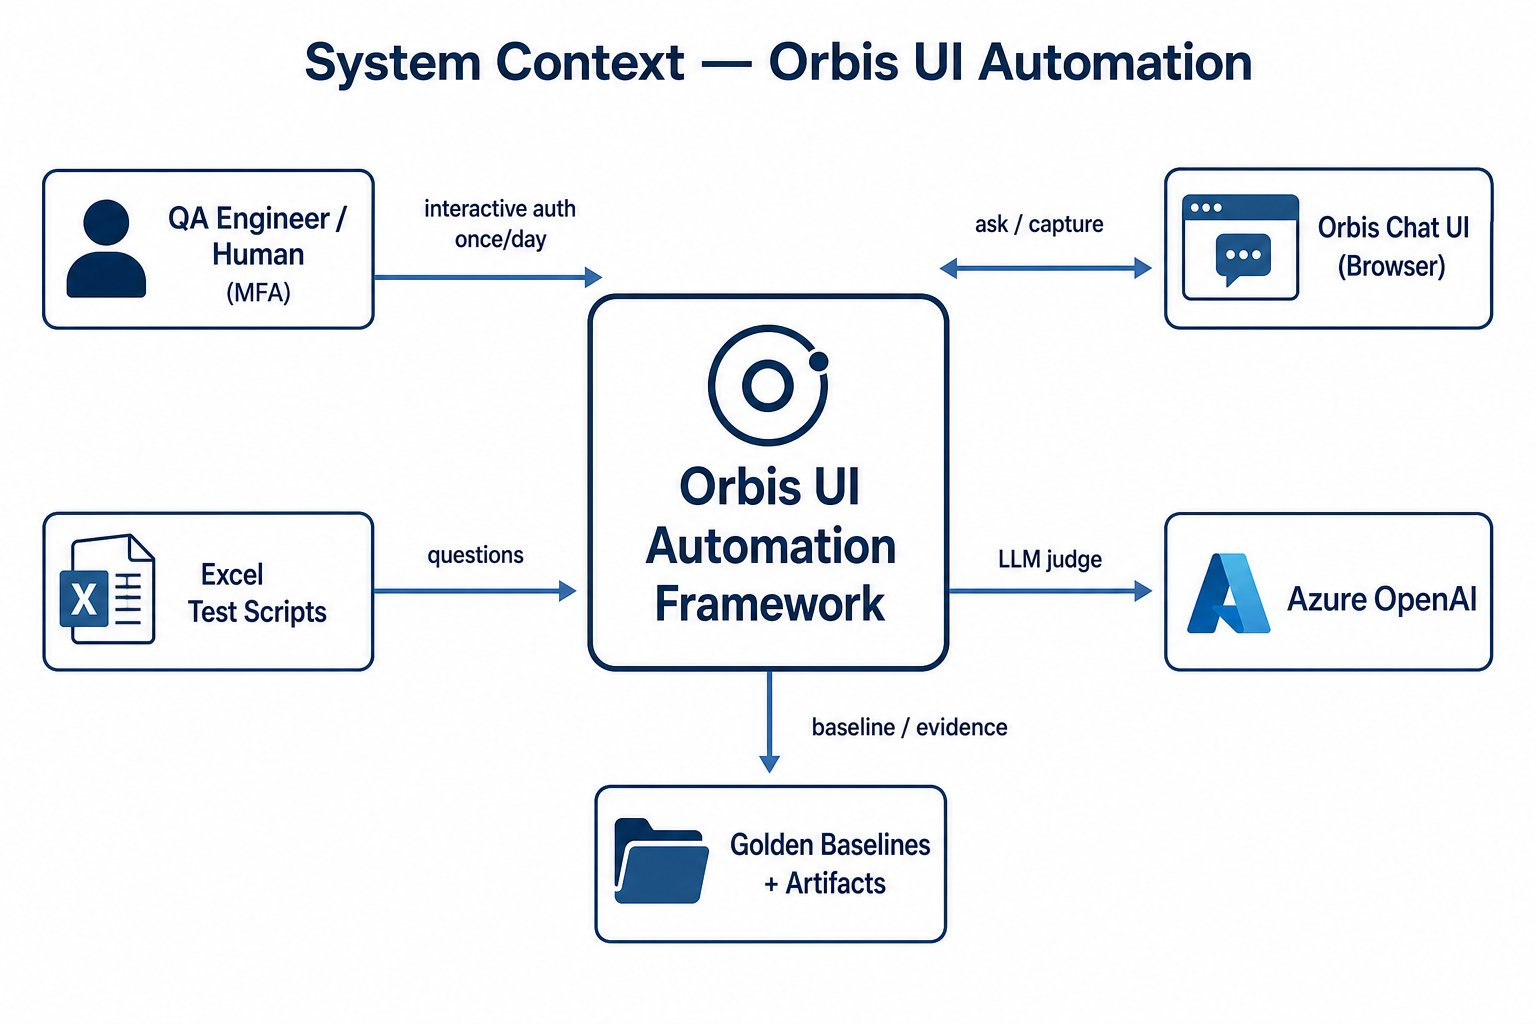 System Context — Orbis UI Automation
QA Engineer /
Human
(MFA)
interactive auth
once/day
ask / capture
Orbis Chat UI
(Browser)
X
Excel
Test Scripts
questions
Orbis UI
Automation
Framework
LLM judge
Azure OpenAI
baseline / evidence
Golden Baselines
+ Artifacts